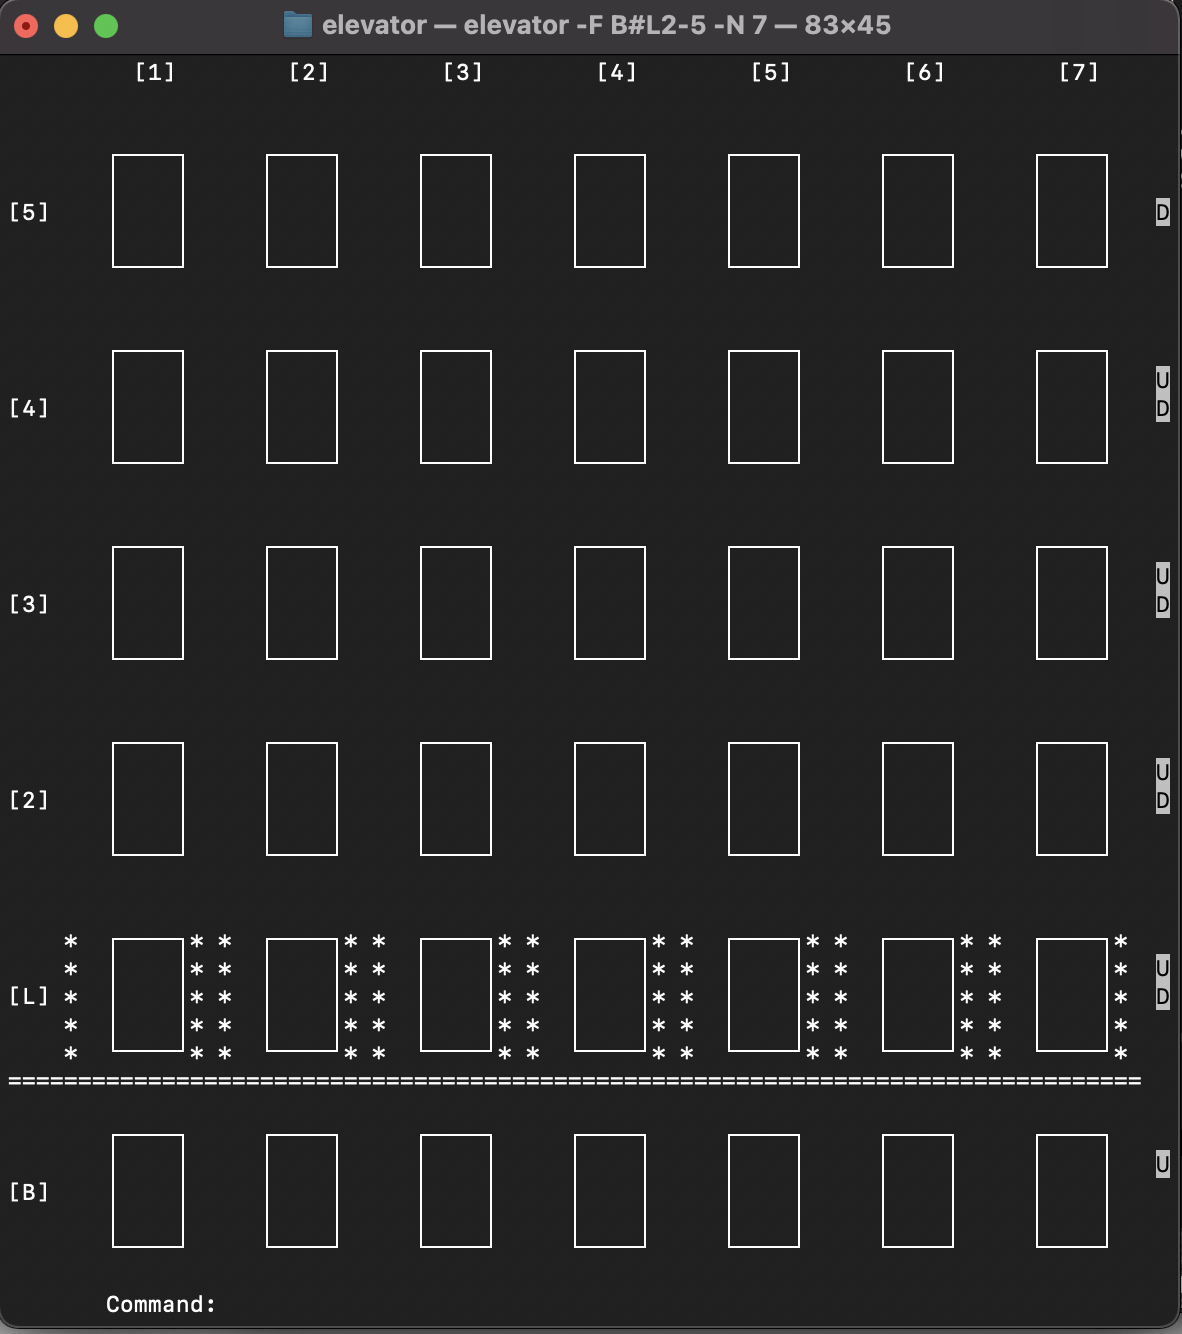 elevator — elevator -F B#L2-5 -N 7 — 83×45
[1] [2] [3] [4] [5] [6] [7]
[5] D
U
[4] D
U
[3] D
U
[2] D
* * * * * * * * * * * * * *
* * * * * * * * * * * * * * U
[L] * * * * * * * * * * * * * * D
* * * * * * * * * * * * * *
* * * * * * * * * * * * * *
=================================================================================
U
[B]
Command: